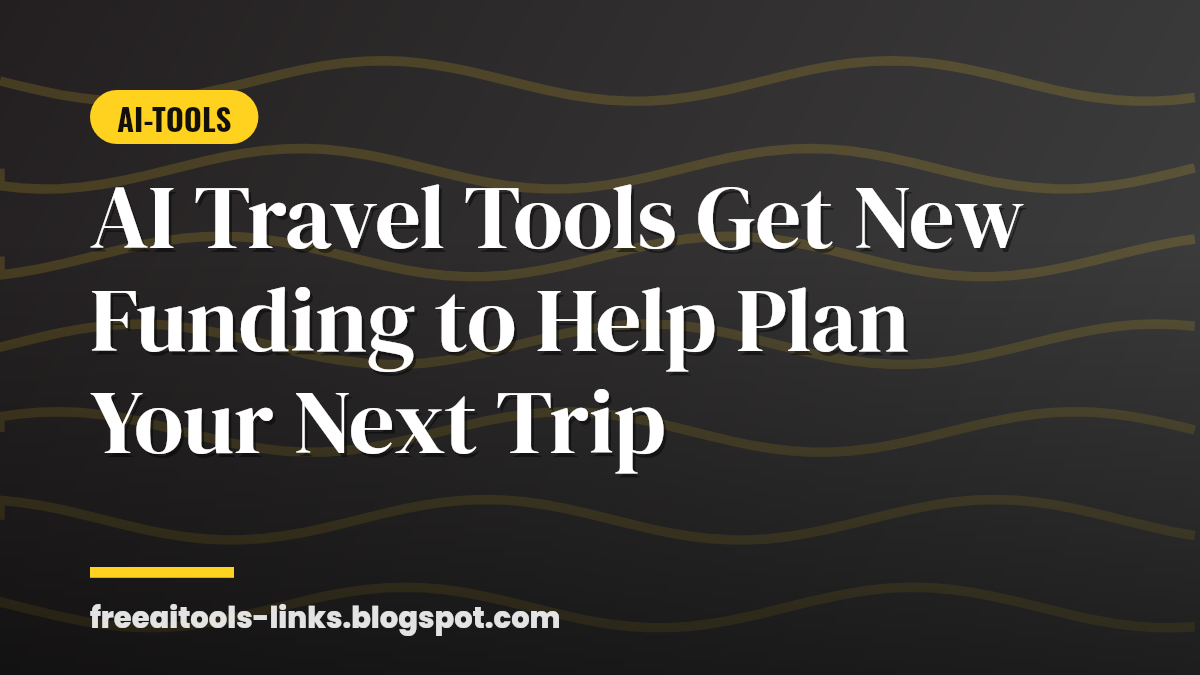 AI-TOOLS
AI Travel Tools Get New
Funding to Help Plan
Your Next Trip
freeaitools-links.blogspot.com